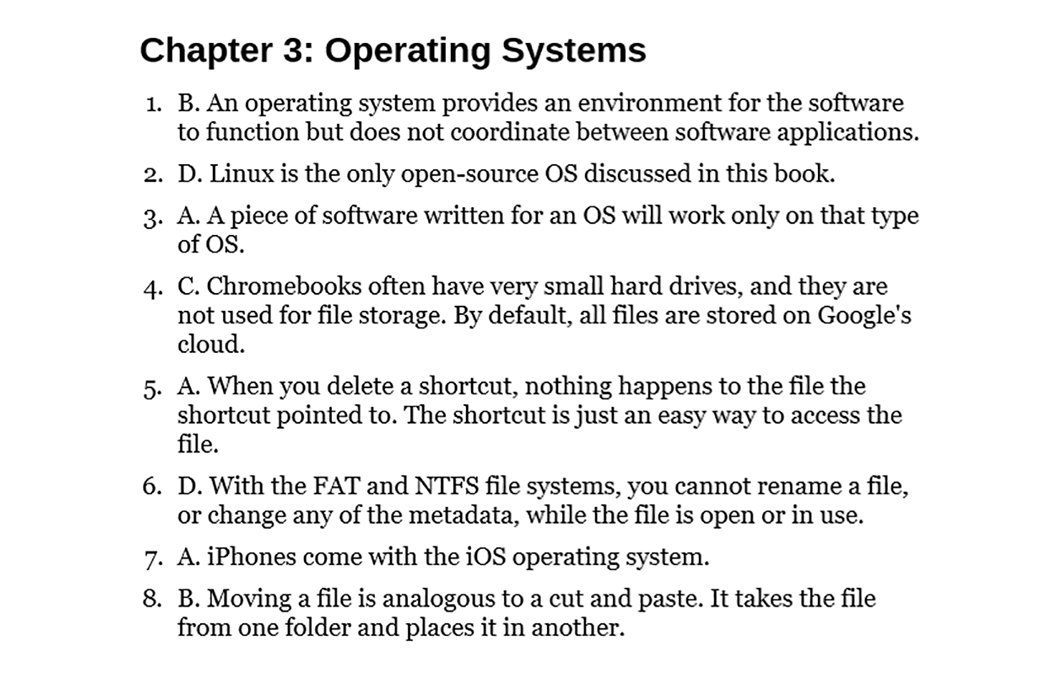 Chapter 3: Operating Systems
1. B. An operating system provides an environment for the software
to function but does not coordinate between software applications.
2. D. Linux is the only open-source OS discussed in this book.
3. A. A piece of software written for an OS will work only on that type
of OS.
4. C. Chromebooks often have very small hard drives, and they are
not used for file storage. By default, all files are stored on Google's
cloud.
5. A. When you delete a shortcut, nothing happens to the file the
shortcut pointed to. The shortcut is just an easy way to access the
file.
6. D. With the FAT and NTFS file systems, you cannot rename a file,
or change any of the metadata, while the file is open or in use.
7. A. iPhones come with the iOS operating system.
8. B. Moving a file is analogous to a cut and paste. It takes the file
from one folder and places it in another.